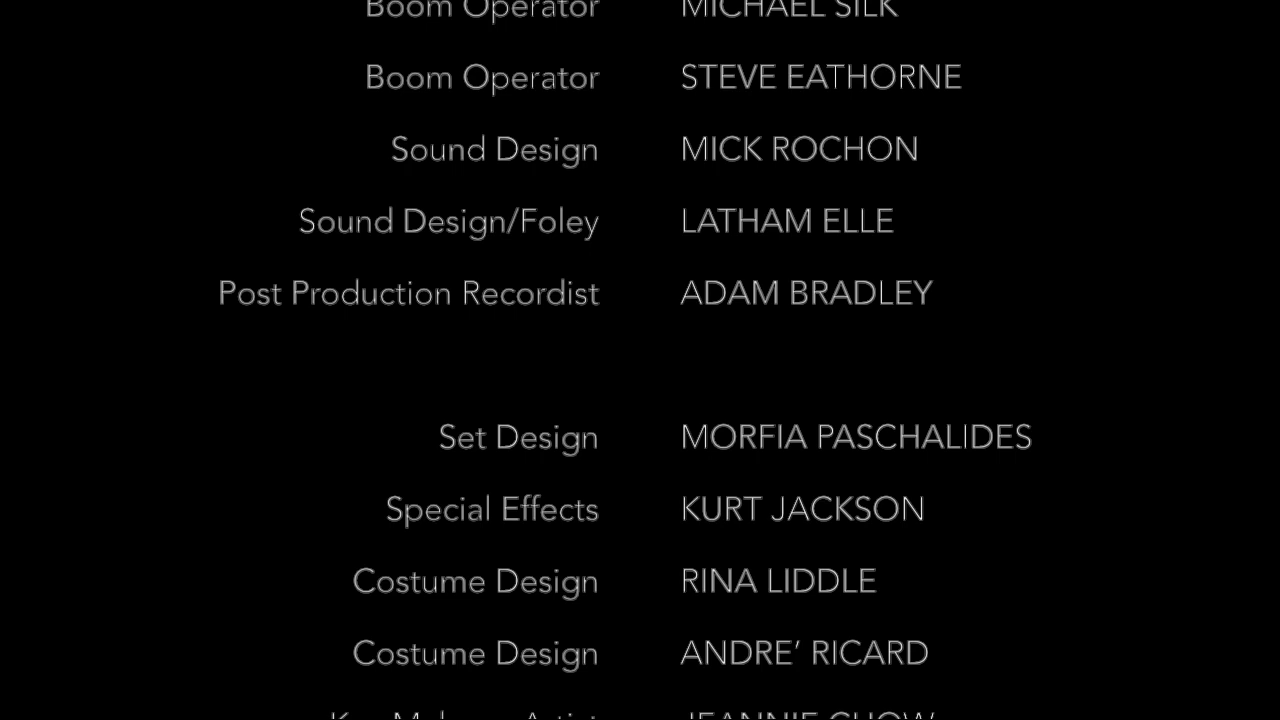 Boom Operator MICHAEL SILK
Boom Operator STEVE EATHORNE
Sound Design MICK ROCHON
Sound Design/Foley LATHAM ELLE
Post Production Recordist ADAM BRADLEY
Set Design MORFIA PASCHALIDES
Special Effects KURT JACKSON
Costume Design RINA LIDDLE
Costume Design ANDRE’ RICARD
Key Makeup Artist JEANNIE CHOW